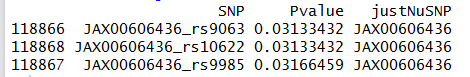 SNP Pvalue justNuSNP
118866 JAX00606436_rs9063 0.03133432 JAX00606436
118868 JAX00606436_rs10622 0.03133432 JAX00606436
118867 JAX00606436_rs9985 0.03166459 JAX00606436